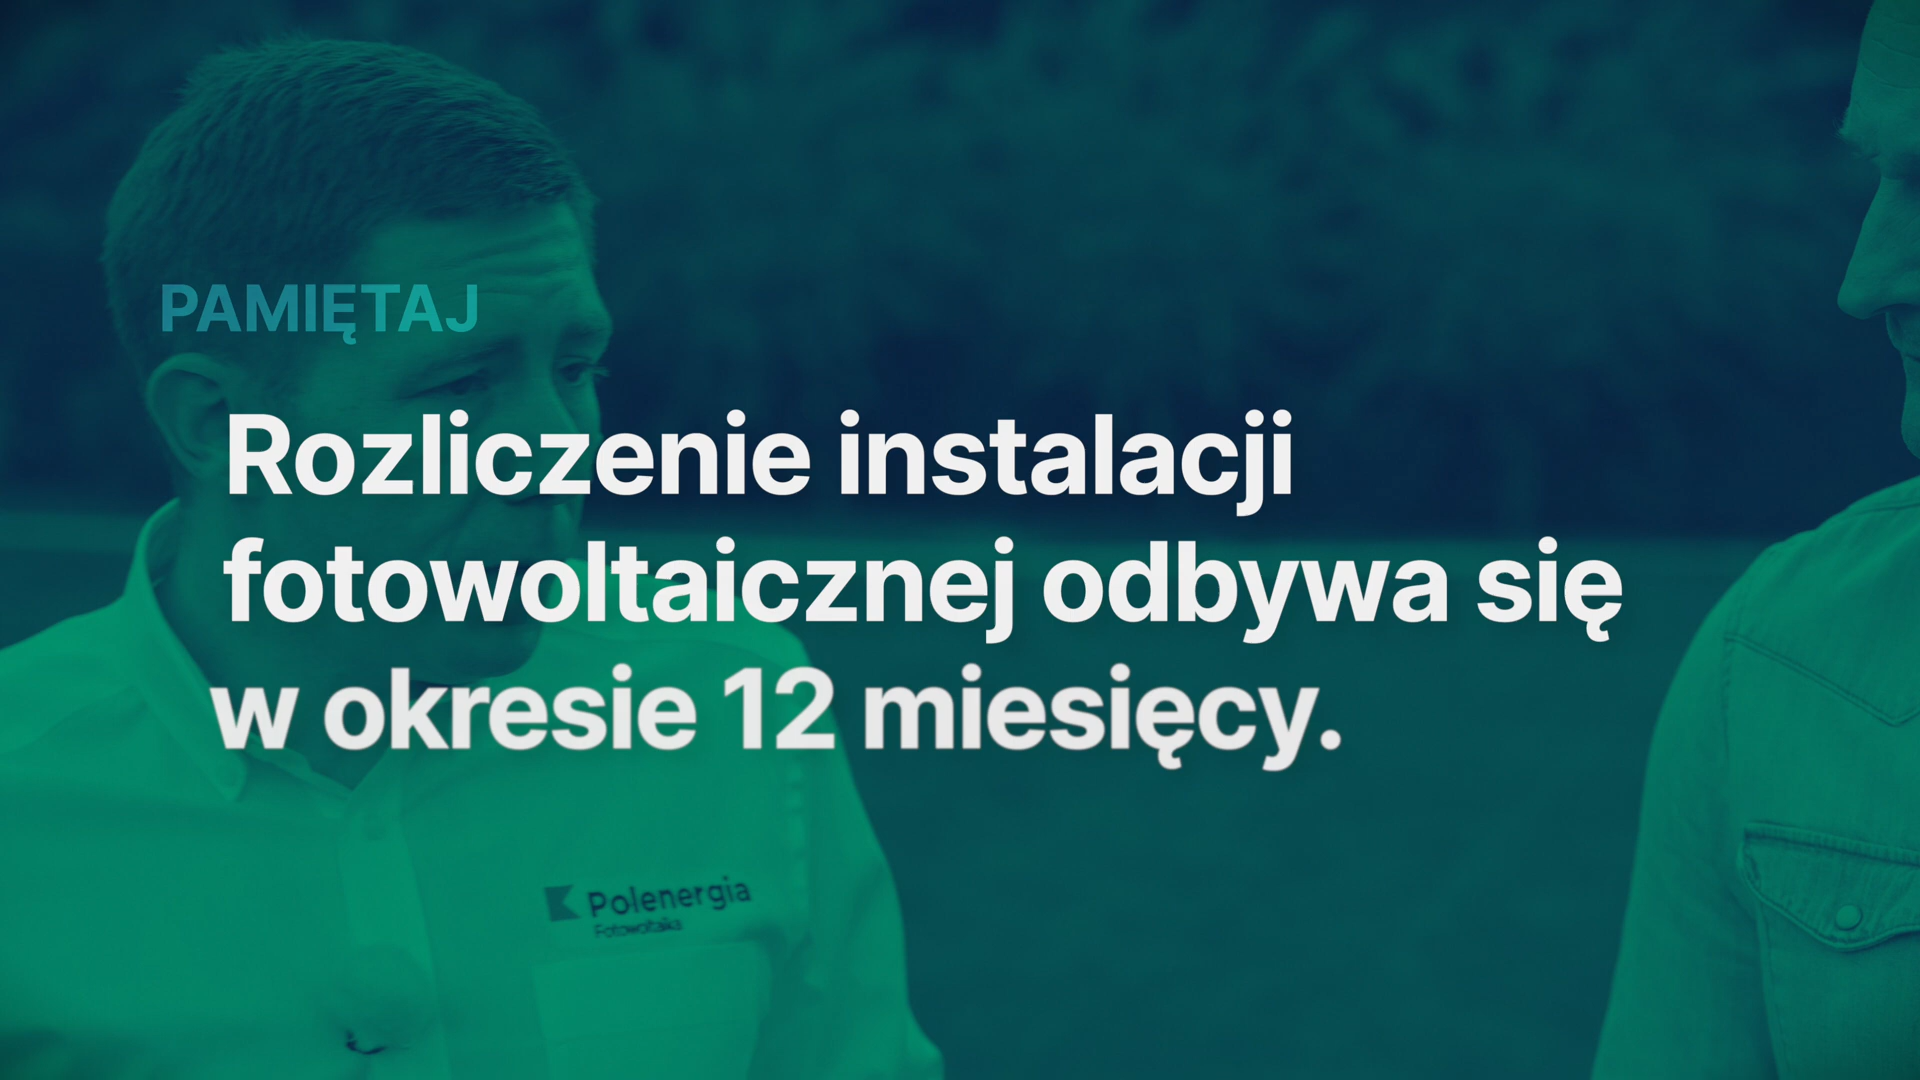 PAMIĘTAJ
Rozliczenie instalacji
fotowoltaicznej odbywa się
w okresie 12 miesięcy.
Polenergia
Fotowoltaika